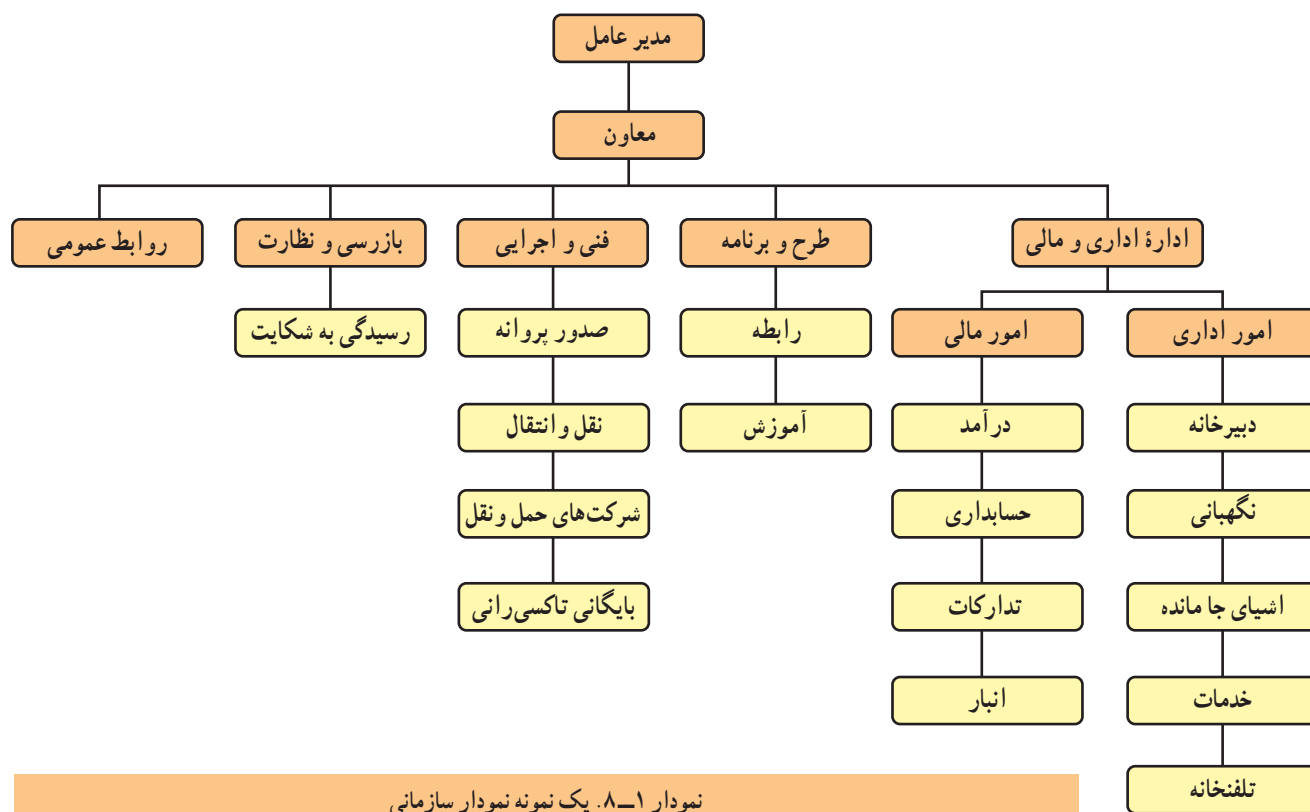 مدیر عامل
معاون
ادارهٔ اداری و مالی
طرح و برنامه
فنی و اجرایی
بازرسی و نظارت
روابط عمومی
امور اداری
امور مالی
رابطه
صدور پروانه
رسیدگی به شکایت
دبیرخانه
درآمد
آموزش
نقل و انتقال
نگهبانی
حسابداری
شرکت‌های حمل و نقل
اشیای جا مانده
تدارکات
بایگانی تاکسی‌رانی
خدمات
انبار
تلفنخانه
نمودار ۱ــ۸. یک نمونه نمودار سازمانی